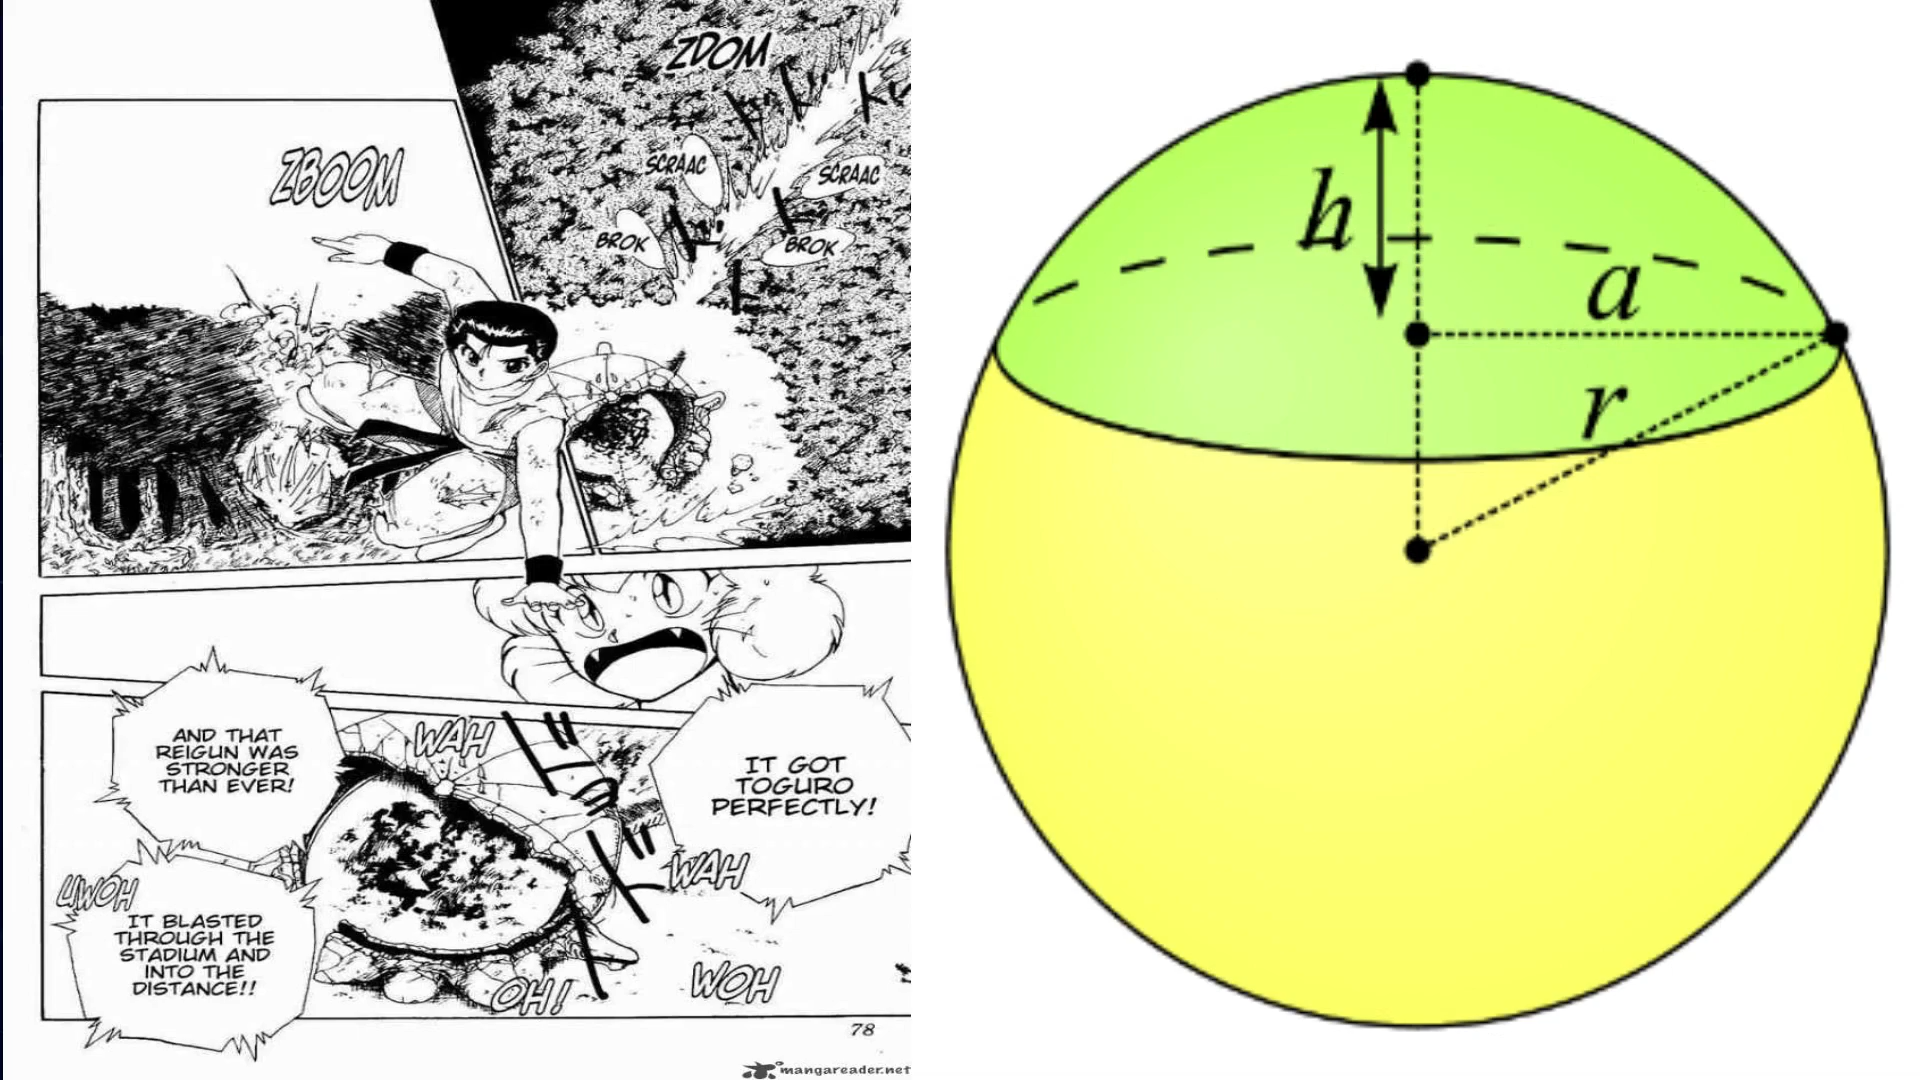 ZDOM
ZBOOM
SCRAAC
SCRAAC
BROK
BROK
AND THAT
REIGUN WAS
STRONGER
THAN EVER!
WAH
IT GOT
TOGURO
PERFECTLY!
WAH
UWOH
IT BLASTED
THROUGH THE
STADIUM AND
INTO THE
DISTANCE!!
OH!
WOH
78
mangareader.net
h
a
r